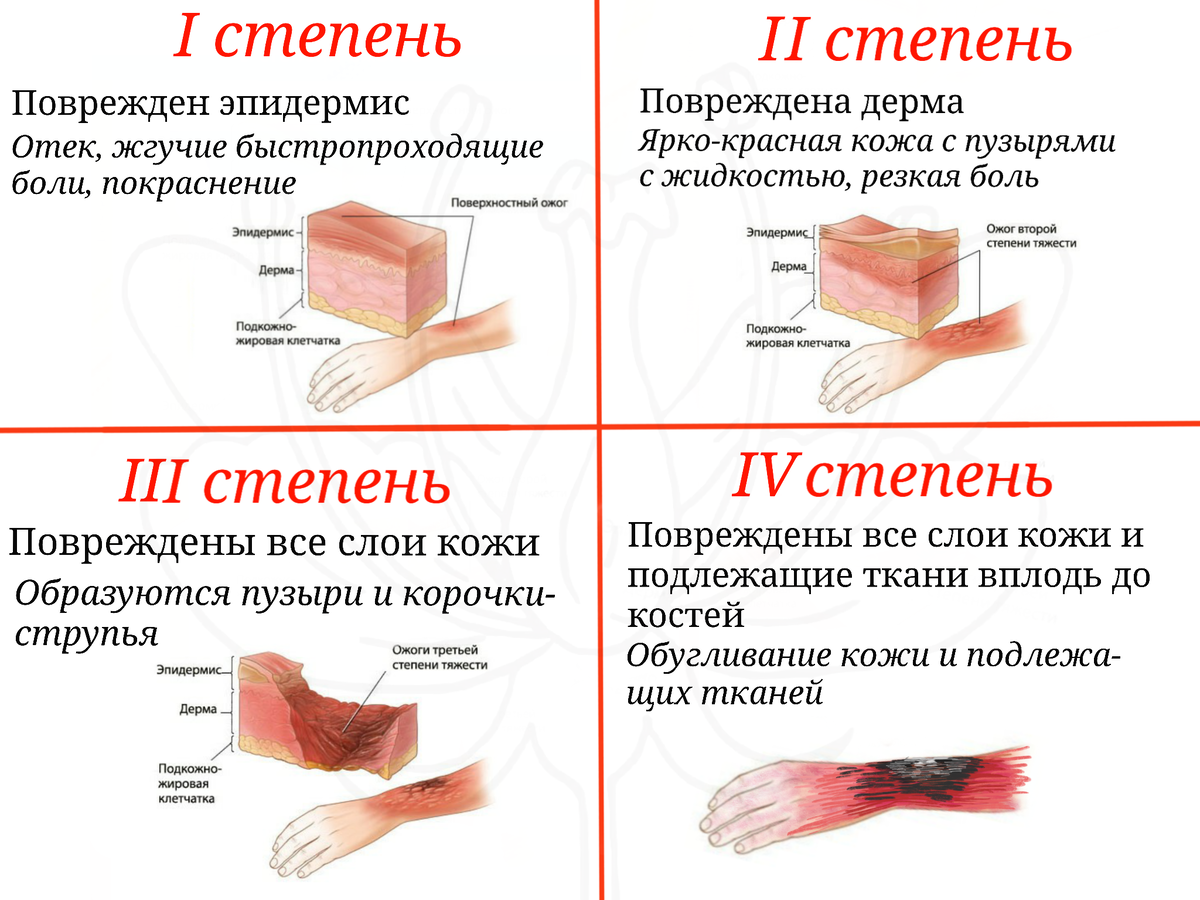 I степень
Поврежден эпидермис
Отек, жгучие быстропроходящие
боли, покраснение
Поверхностный ожог
Эпидермис
Дерма
Подкожно-
жировая клетчатка
II степень
Повреждена дерма
Ярко-красная кожа с пузырями
с жидкостью, резкая боль
Эпидермис
Ожог второй
степени тяжести
Дерма
Подкожно-
жировая клетчатка
III степень
Повреждены все слои кожи
Образуются пузыри и корочки-
струпья
Ожоги третьей
степени тяжести
Эпидермис
Дерма
Подкожно-
жировая
клетчатка
IV степень
Повреждены все слои кожи и
подлежащие ткани вплодь до
костей
Обугливание кожи и подлежа-
щих тканей